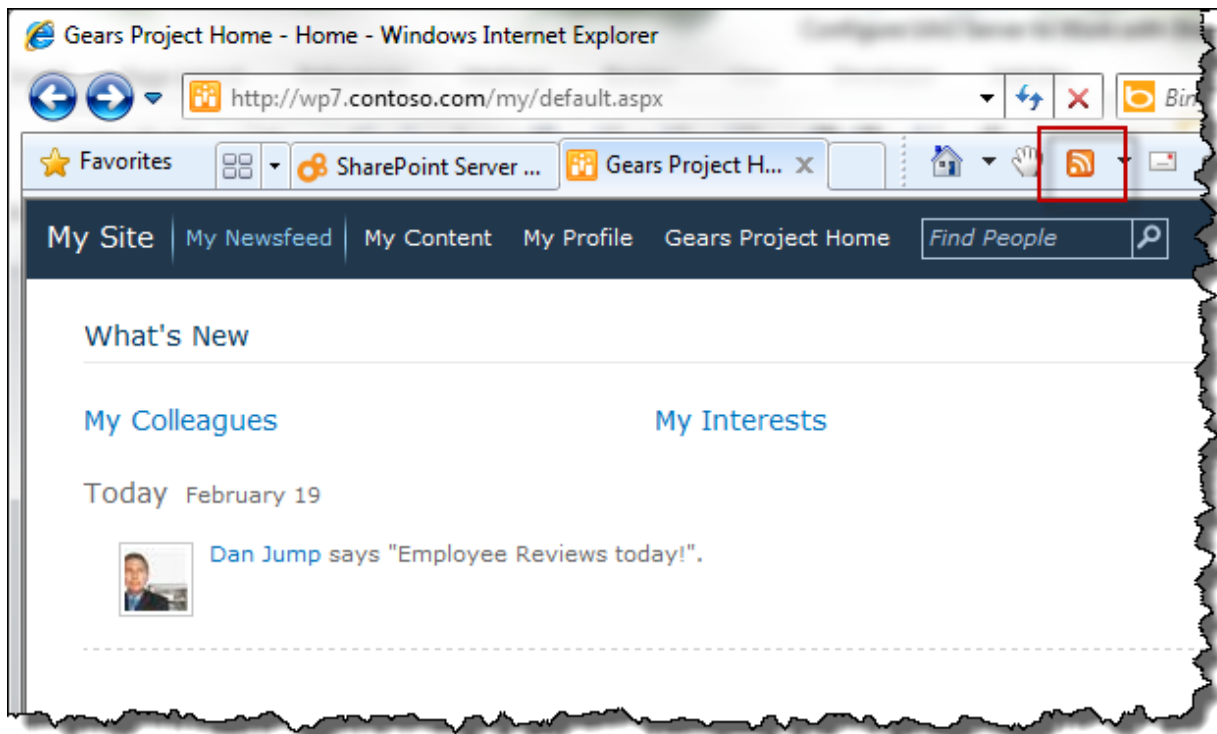 Gears Project Home - Home - Windows Internet Explorer
http://wp7.contoso.com/my/default.aspx
Favorites
SharePoint Server ...
Gears Project H...
My Site
My Newsfeed
My Content
My Profile
Gears Project Home
Find People
What's New
My Colleagues
My Interests
Today February 19
Dan Jump says "Employee Reviews today!".